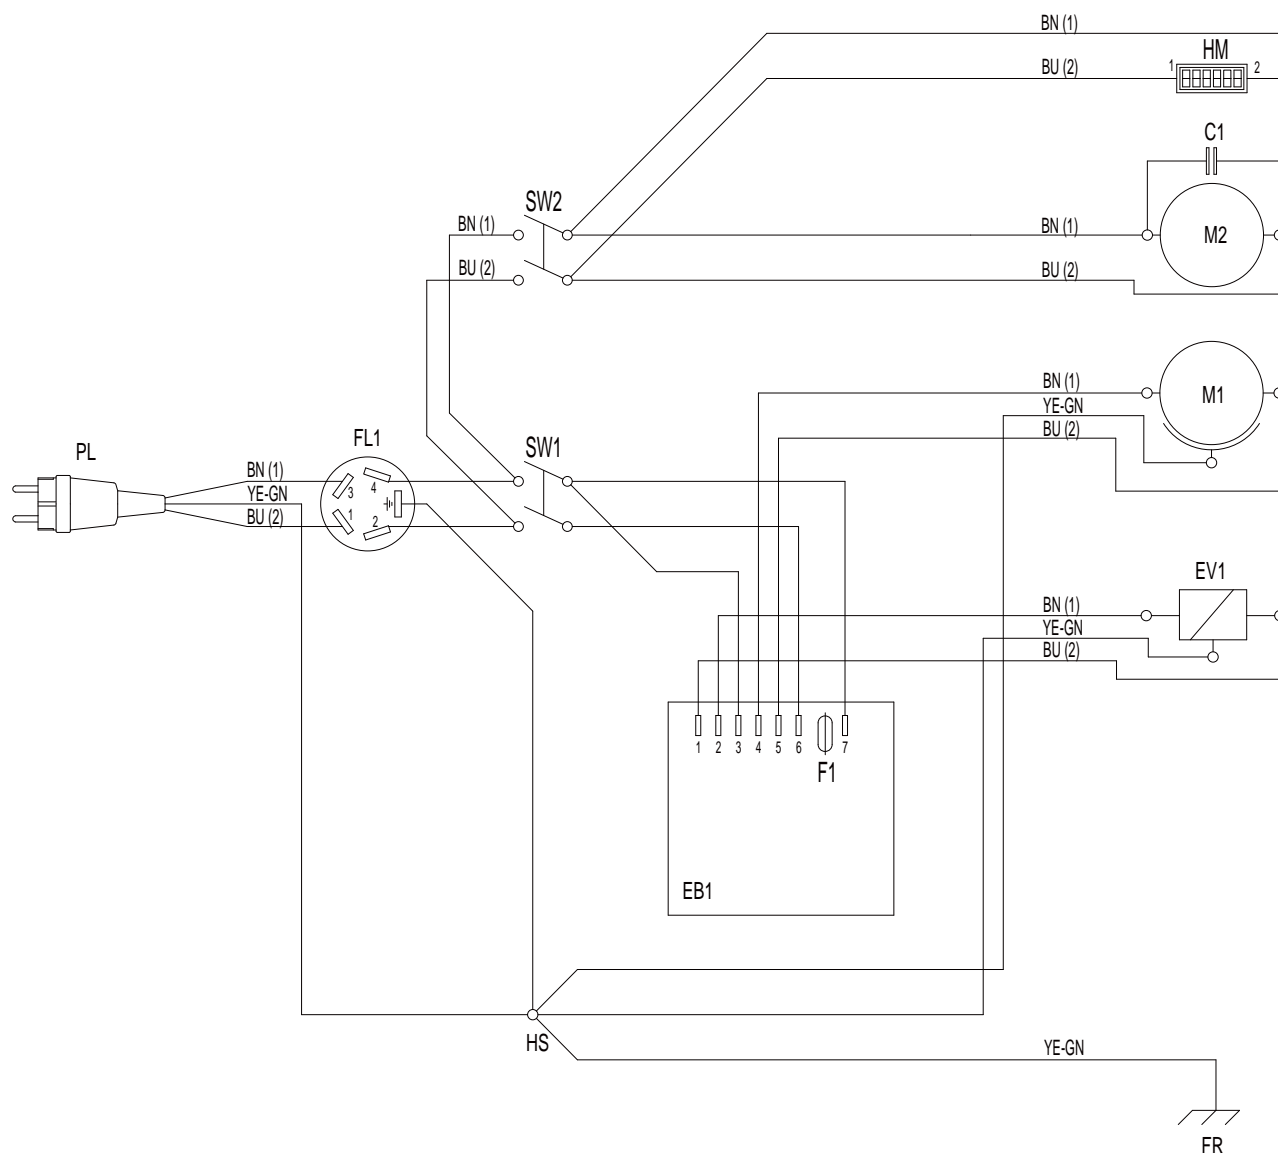 BN (1)
HM
BU (2)
1
2
C1
SW2
BN (1)
BN (1)
M2
BU (2)
BU (2)
BN (1)
M1
YE-GN
BU (2)
PL
FL1
SW1
BN (1)
3
4
YE-GN
BU (2)
1
2
EV1
BN (1)
YE-GN
BU (2)
1 2 3 4 5 6 7
F1
EB1
HS
YE-GN
FR